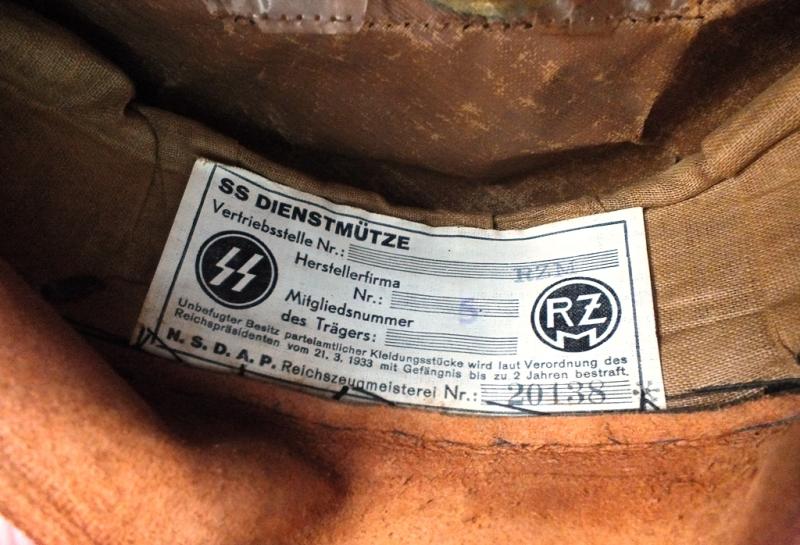 SS DIENSTMÜTZE
Vertriebsstelle Nr.: RZM
Herstellerfirma
Nr.: 5
Mitgliedsnummer
des Trägers:
Unbefugter Besitz parteiamtlicher Kleidungsstücke wird laut Verordnung des
Reichspräsidenten vom 21. 3. 1933 mit Gefängnis bis zu 2 Jahren bestraft.
N. S. D. A. P. Reichszeugmeisterei Nr.: 20138
RZM